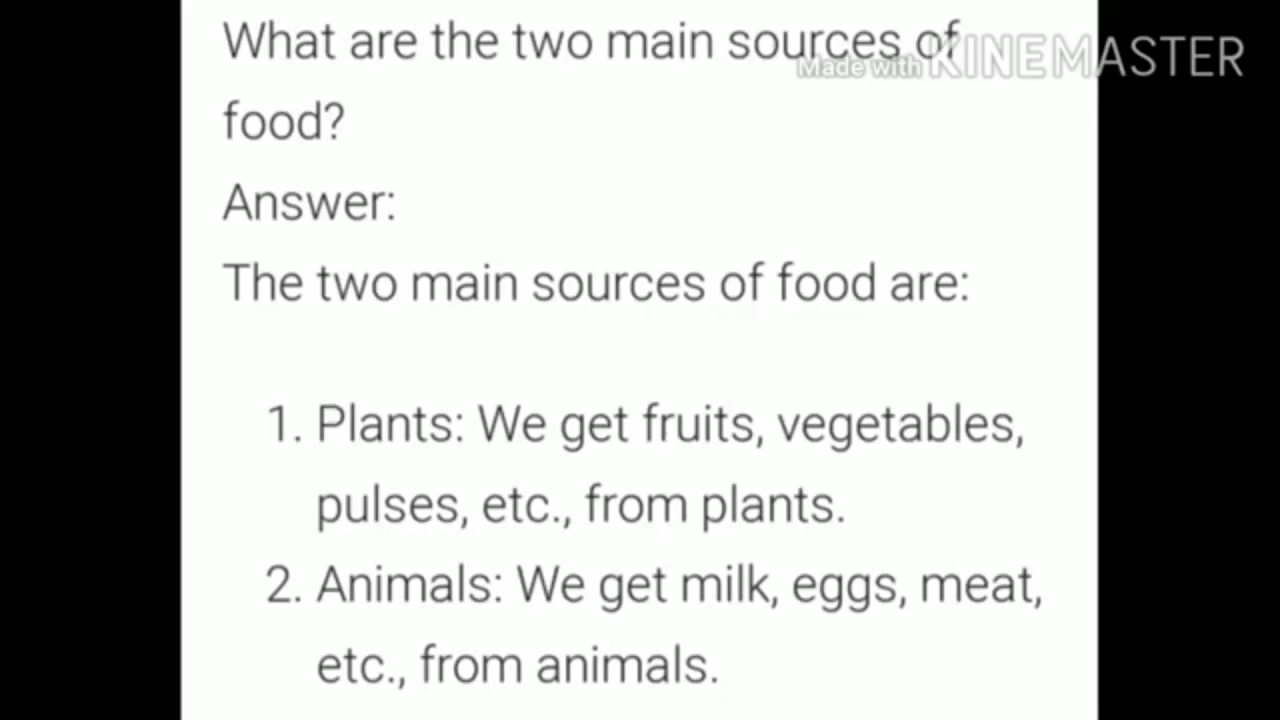 What are the two main sources of
Made with KINEMASTER
food?
Answer:
The two main sources of food are:
1. Plants: We get fruits, vegetables,
pulses, etc., from plants.
2. Animals: We get milk, eggs, meat,
etc., from animals.